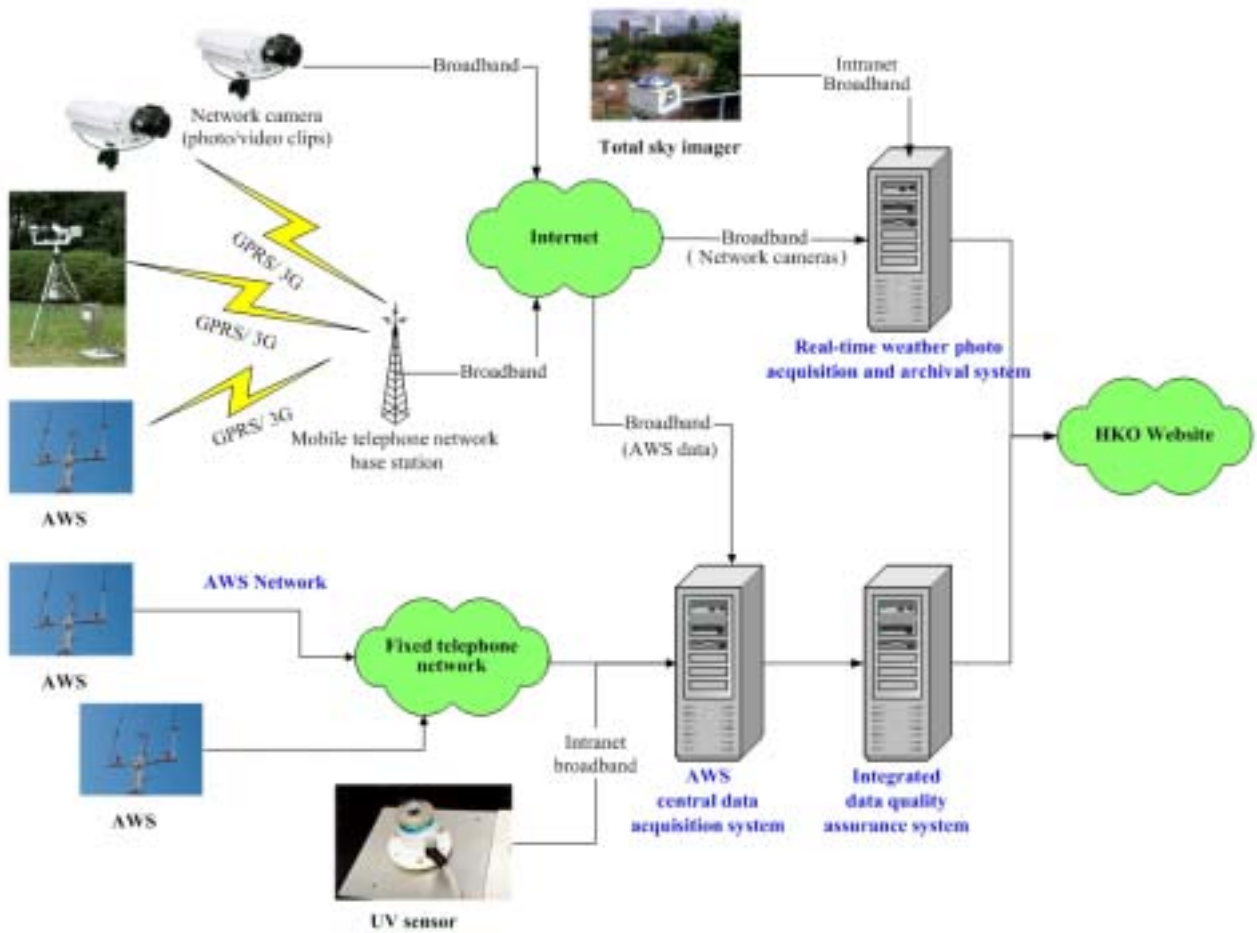 Broadband
Network camera
(photo/video clips)
Intranet
Broadband
Total sky imager
GPRS/ 3G
Internet
Broadband
( Network cameras)
GPRS/ 3G
Broadband
Real-time weather photo
acquisition and archival system
GPRS/ 3G
Mobile telephone network
base station
Broadband
(AWS data)
HKO Website
AWS
AWS Network
Fixed telephone
network
AWS
Intranet
broadband
AWS
central data
acquisition system
Integrated
data quality
assurance system
AWS
UV sensor